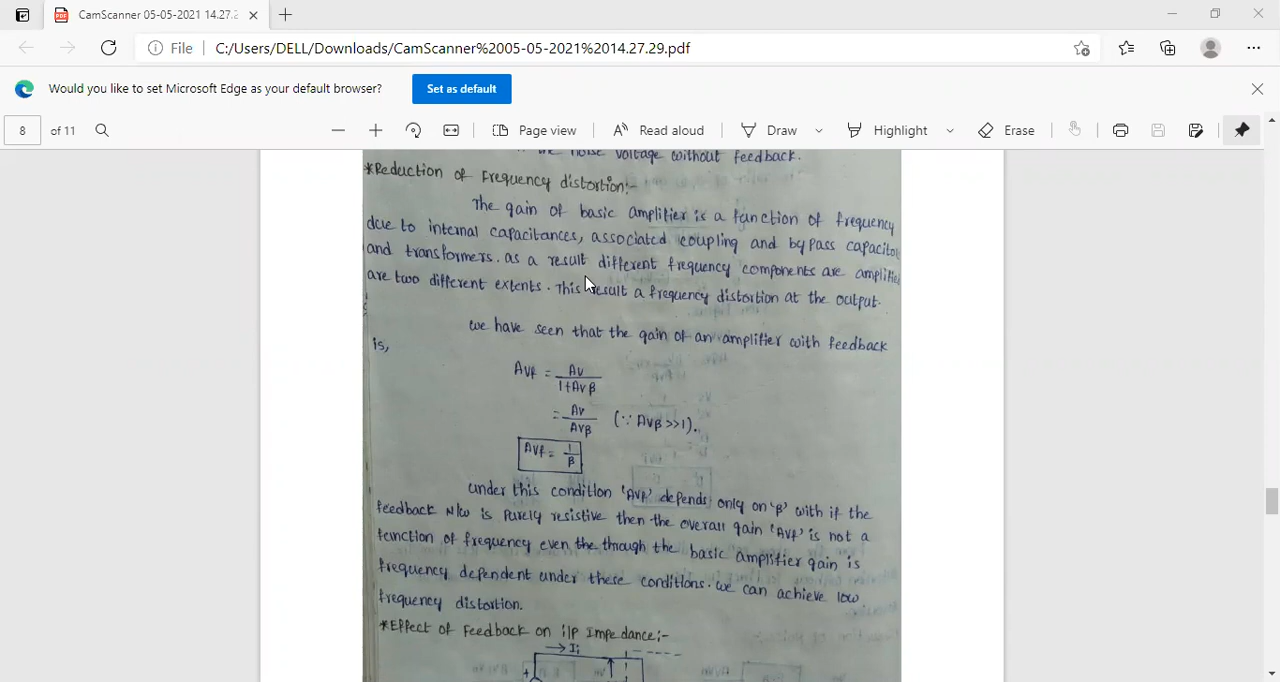 CamScanner 05-05-2021 14.27.2
File
C:/Users/DELL/Downloads/CamScanner%2005-05-2021%2014.27.29.pdf
Would you like to set Microsoft Edge as your default browser?
Set as default
8 of 11
Page view
Read aloud
Draw
Highlight
Erase
noise voltage without feedback.
*Reduction of Frequency distortion:-
The gain of basic amplifier is a function of frequency
due to internal capacitances, associated coupling and bypass capacitor
and transformers. as a result different frequency components are amplifie
are two different extents. This result a frequency distortion at the output.
we have seen that the gain of an amplifier with feedback
is,
Avf = Av / 1+Avβ
= Av / Avβ (∵ Avβ>>1).
Avf = 1/β
under this condition 'Avf' depends only on 'β' with if the
feedback N/w is purely resistive then the overall gain 'Avf' is not a
function of frequency even the through the basic amplifier gain is
frequency dependent under these conditions. we can achieve low
frequency distortion.
*Effect of Feedback on i/p Impedance:-
→ Ii
+